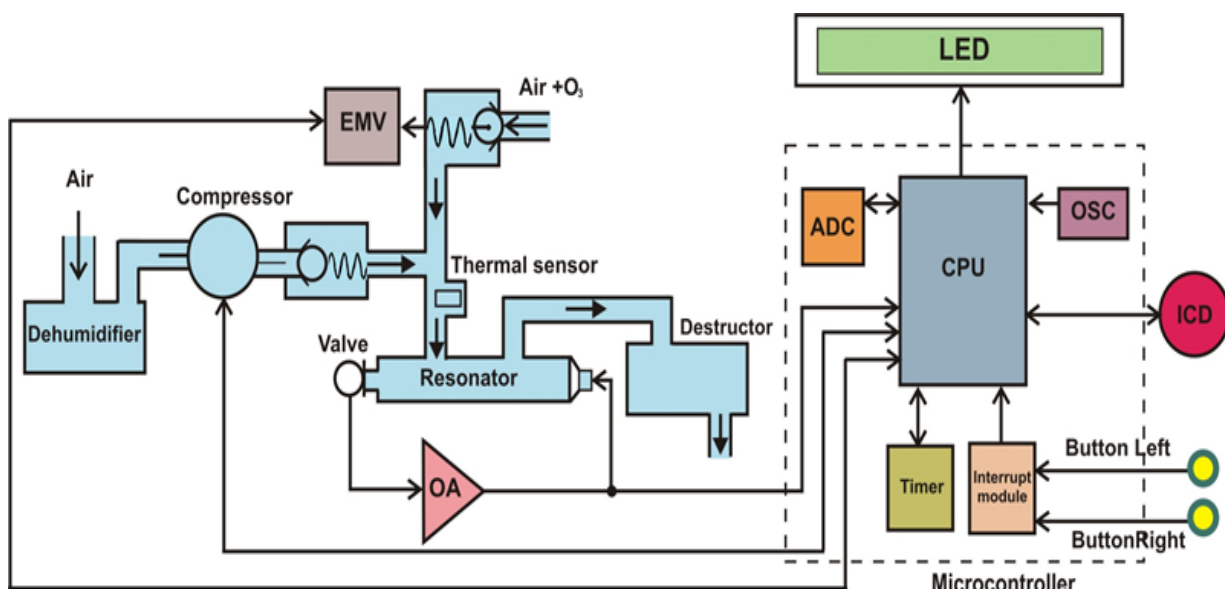 LED
Air +O₃
EMV
Air
Compressor
ADC
OSC
CPU
Thermal sensor
Dehumidifier
Destructor
ICD
Valve
Resonator
Button Left
OA
Timer
Interrupt
module
ButtonRight
Microcontroller